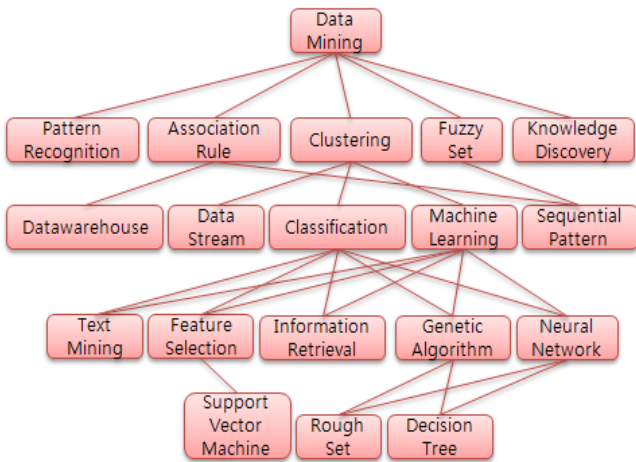 Data
Mining
Pattern
Recognition
Association
Rule
Clustering
Fuzzy
Set
Knowledge
Discovery
Datawarehouse
Data
Stream
Classification
Machine
Learning
Sequential
Pattern
Text
Mining
Feature
Selection
Information
Retrieval
Genetic
Algorithm
Neural
Network
Support
Vector
Machine
Rough
Set
Decision
Tree